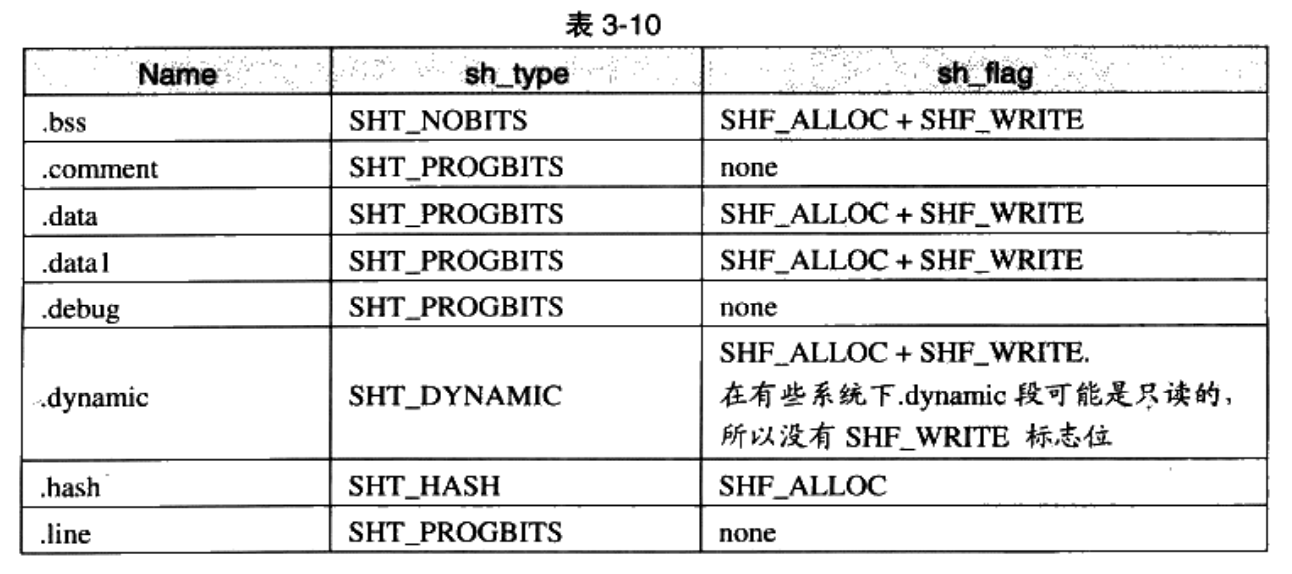 表 3-10
Name sh_type sh_flag
.bss SHT_NOBITS SHF_ALLOC + SHF_WRITE
.comment SHT_PROGBITS none
.data SHT_PROGBITS SHF_ALLOC + SHF_WRITE
.data1 SHT_PROGBITS SHF_ALLOC + SHF_WRITE
.debug SHT_PROGBITS none
.dynamic SHT_DYNAMIC SHF_ALLOC + SHF_WRITE.
在有些系统下.dynamic 段可能是只读的,
所以没有 SHF_WRITE 标志位
.hash SHT_HASH SHF_ALLOC
.line SHT_PROGBITS none